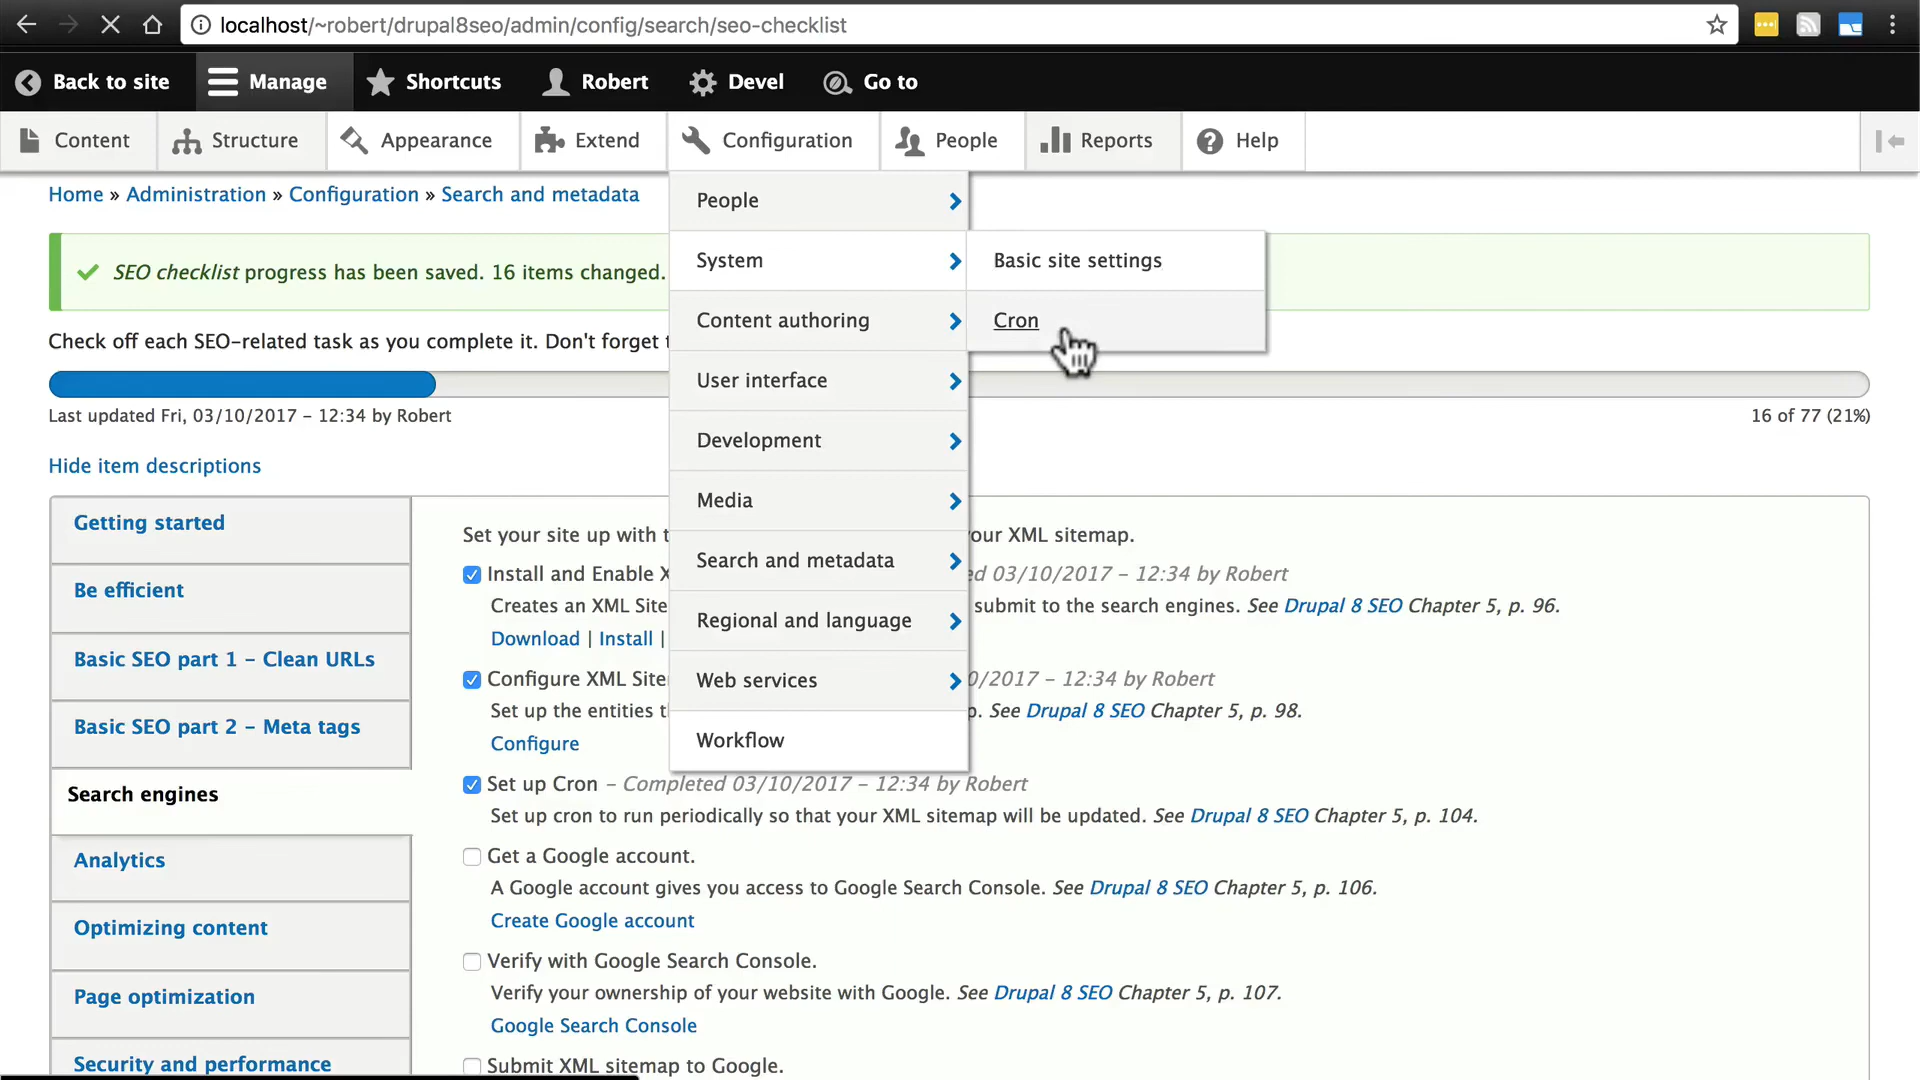 localhost/~robert/drupal8seo/admin/config/search/seo-checklist
Back to site Manage Shortcuts Robert Devel Go to
Content Structure Appearance Extend Configuration People Reports Help
Home » Administration » Configuration » Search and metadata
People
System
Content authoring
User interface
Development
Media
Search and metadata
Regional and language
Web services
Workflow
Basic site settings
Cron
SEO checklist progress has been saved. 16 items changed.
Check off each SEO-related task as you complete it. Don't forget
Last updated Fri, 03/10/2017 – 12:34 by Robert
16 of 77 (21%)
Hide item descriptions
Getting started
Be efficient
Basic SEO part 1 – Clean URLs
Basic SEO part 2 – Meta tags
Search engines
Analytics
Optimizing content
Page optimization
Security and performance
Set your site up with our XML sitemap.
Install and Enable X d 03/10/2017 – 12:34 by Robert
Creates an XML Site submit to the search engines. See Drupal 8 SEO Chapter 5, p. 96.
Download | Install |
Configure XML Site 0/2017 – 12:34 by Robert
Set up the entities p. See Drupal 8 SEO Chapter 5, p. 98.
Configure
Set up Cron – Completed 03/10/2017 – 12:34 by Robert
Set up cron to run periodically so that your XML sitemap will be updated. See Drupal 8 SEO Chapter 5, p. 104.
Get a Google account.
A Google account gives you access to Google Search Console. See Drupal 8 SEO Chapter 5, p. 106.
Create Google account
Verify with Google Search Console.
Verify your ownership of your website with Google. See Drupal 8 SEO Chapter 5, p. 107.
Google Search Console
Submit XML sitemap to Google.